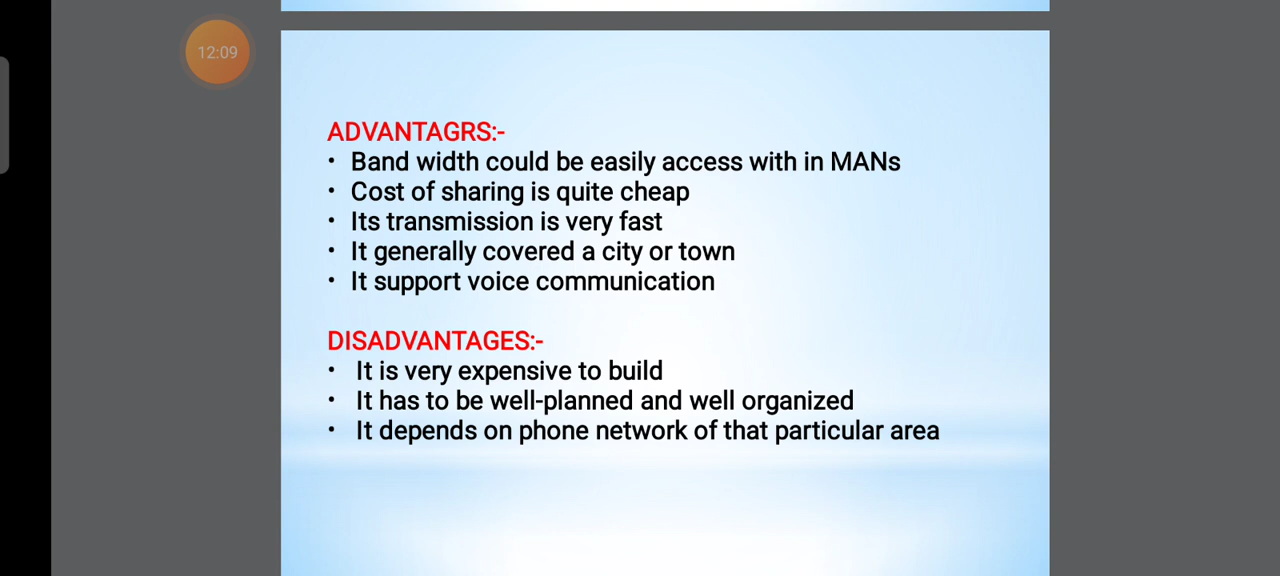 12:09
ADVANTAGRS:-
• Band width could be easily access with in MANs
• Cost of sharing is quite cheap
• Its transmission is very fast
• It generally covered a city or town
• It support voice communication
DISADVANTAGES:-
• It is very expensive to build
• It has to be well-planned and well organized
• It depends on phone network of that particular area